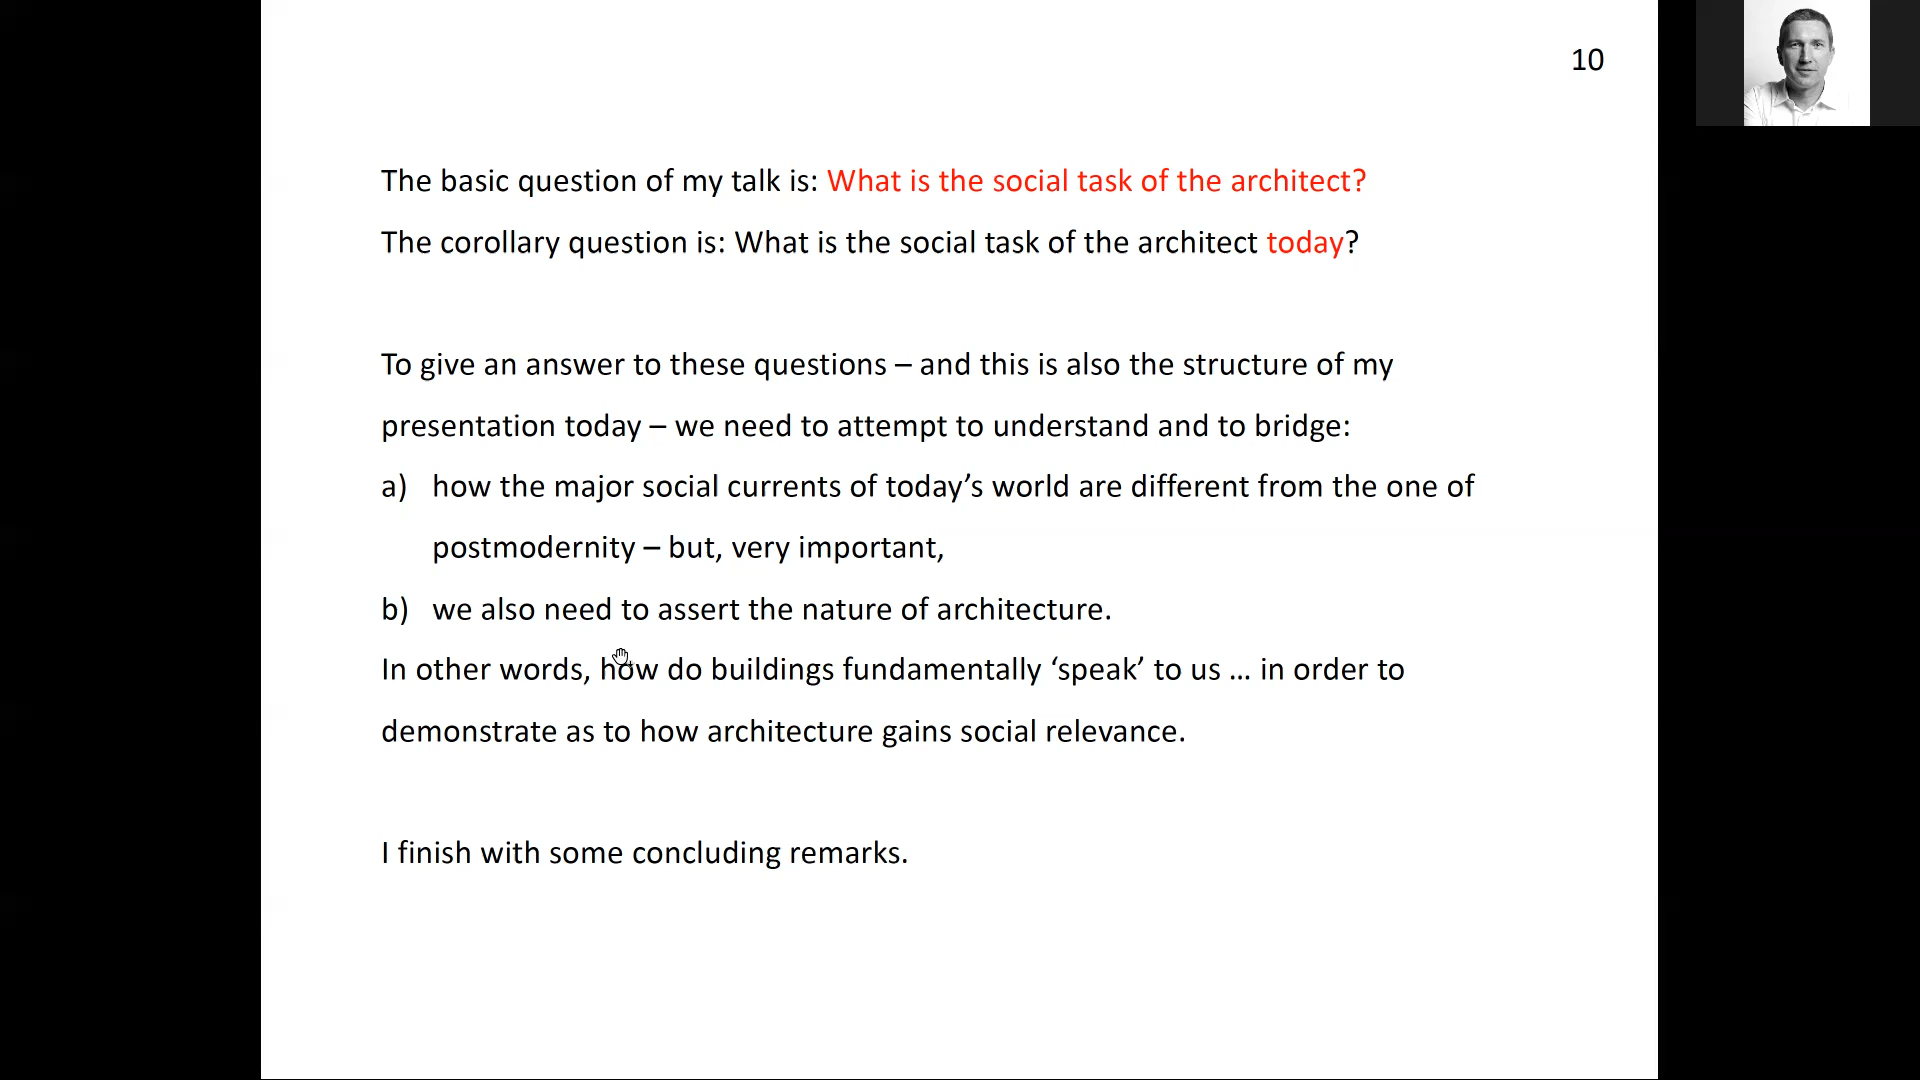 10
The basic question of my talk is: What is the social task of the architect?
The corollary question is: What is the social task of the architect today?
To give an answer to these questions – and this is also the structure of my
presentation today – we need to attempt to understand and to bridge:
a) how the major social currents of today’s world are different from the one of
postmodernity – but, very important,
b) we also need to assert the nature of architecture.
In other words, how do buildings fundamentally ‘speak’ to us … in order to
demonstrate as to how architecture gains social relevance.
I finish with some concluding remarks.